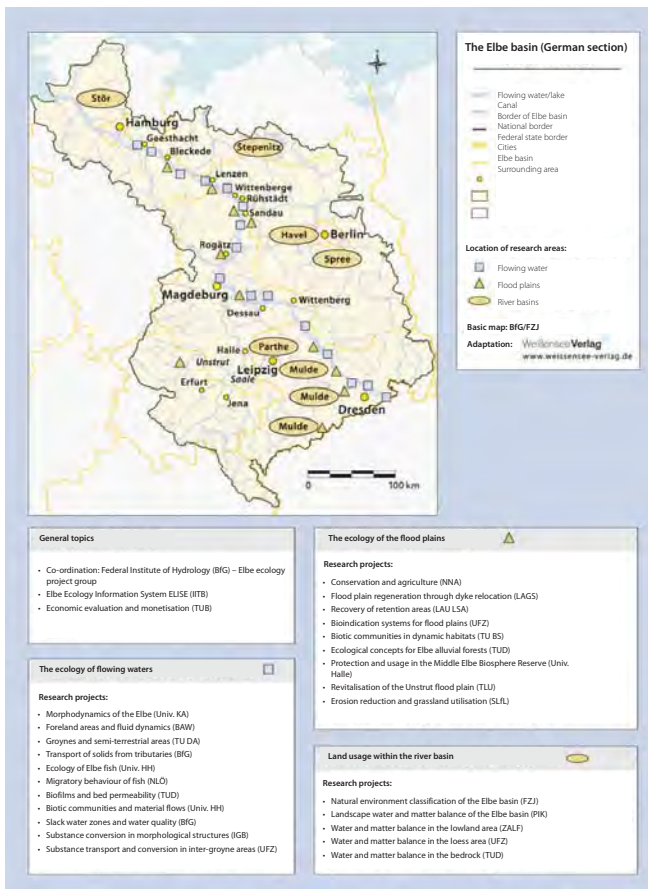 The Elbe basin (German section)
Flowing water/lake
Canal
Border of Elbe basin
National border
Federal state border
Cities
Elbe basin
Surrounding area
Location of research areas:
Flowing water
Flood plains
River basins
Basic map: BfG/FZJ
Adaptation: WeißenseeVerlag
www.weissensee-verlag.de
Stör
Hamburg
Geesthacht
Bleckede
Stepenitz
Lenzen
Wittenberge
Rühstädt
Sandau
Havel
Berlin
Rogätz
Spree
Magdeburg
Wittenberg
Dessau
Halle
Parthe
Unstrut
Leipzig
Mulde
Erfurt
Saale
Mulde
Jena
Dresden
Mulde
0
100 km
General topics
• Co-ordination: Federal Institute of Hydrology (BfG) – Elbe ecology
project group
• Elbe Ecology Information System ELISE (IITB)
• Economic evaluation and monetisation (TUB)
The ecology of flowing waters
Research projects:
• Morphodynamics of the Elbe (Univ. KA)
• Foreland areas and fluid dynamics (BAW)
• Groynes and semi-terrestrial areas (TU DA)
• Transport of solids from tributaries (BfG)
• Ecology of Elbe fish (Univ. HH)
• Migratory behaviour of fish (NLÖ)
• Biofilms and bed permeability (TUD)
• Biotic communities and material flows (Univ. HH)
• Slack water zones and water quality (BfG)
• Substance conversion in morphological structures (IGB)
• Substance transport and conversion in inter-groyne areas (UFZ)
The ecology of the flood plains
Research projects:
• Conservation and agriculture (NNA)
• Flood plain regeneration through dyke relocation (LAGS)
• Recovery of retention areas (LAU LSA)
• Bioindication systems for flood plains (UFZ)
• Biotic communities in dynamic habitats (TU BS)
• Ecological concepts for Elbe alluvial forests (TUD)
• Protection and usage in the Middle Elbe Biosphere Reserve (Univ.
Halle)
• Revitalisation of the Unstrut flood plain (TLU)
• Erosion reduction and grassland utilisation (SLfL)
Land usage within the river basin
Research projects:
• Natural environment classification of the Elbe basin (FZJ)
• Landscape water and matter balance of the Elbe basin (PIK)
• Water and matter balance in the lowland area (ZALF)
• Water and matter balance in the loess area (UFZ)
• Water and matter balance in the bedrock (TUD)